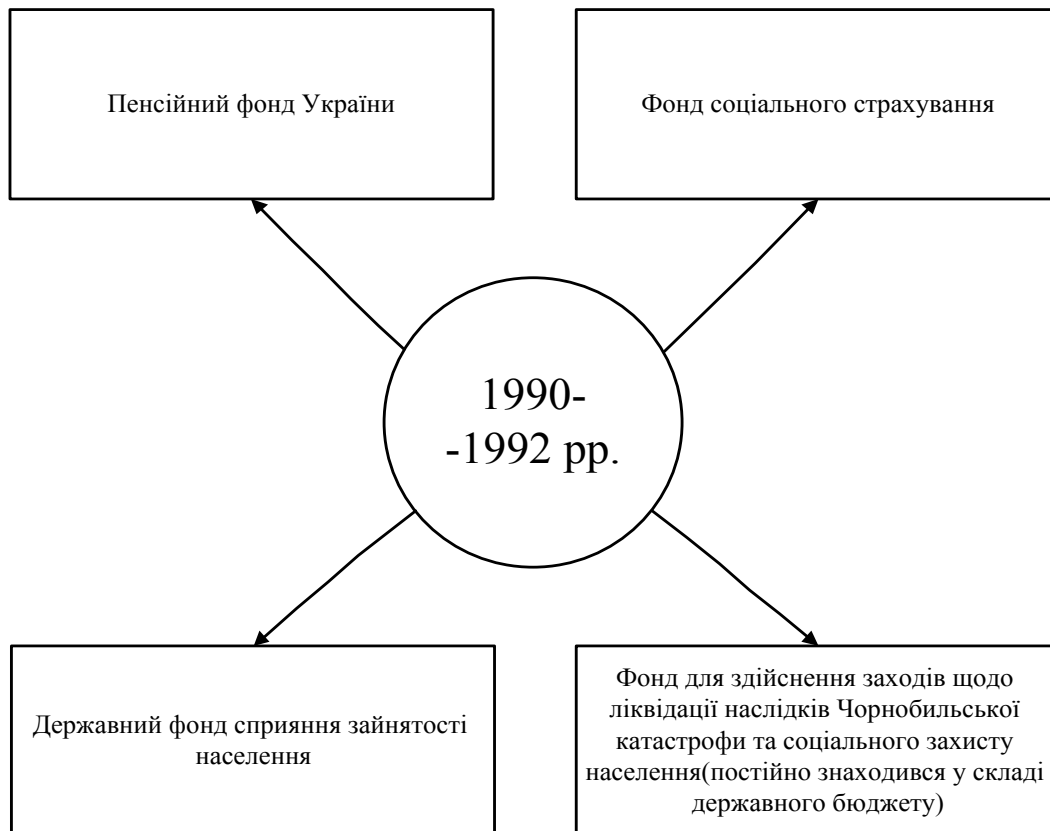 Пенсійний фонд України
Фонд соціального страхування
1990-
-1992 рр.
Державний фонд сприяння зайнятості
населення
Фонд для здійснення заходів щодо
ліквідації наслідків Чорнобильської
катастрофи та соціального захисту
населення(постійно знаходився у складі
державного бюджету)